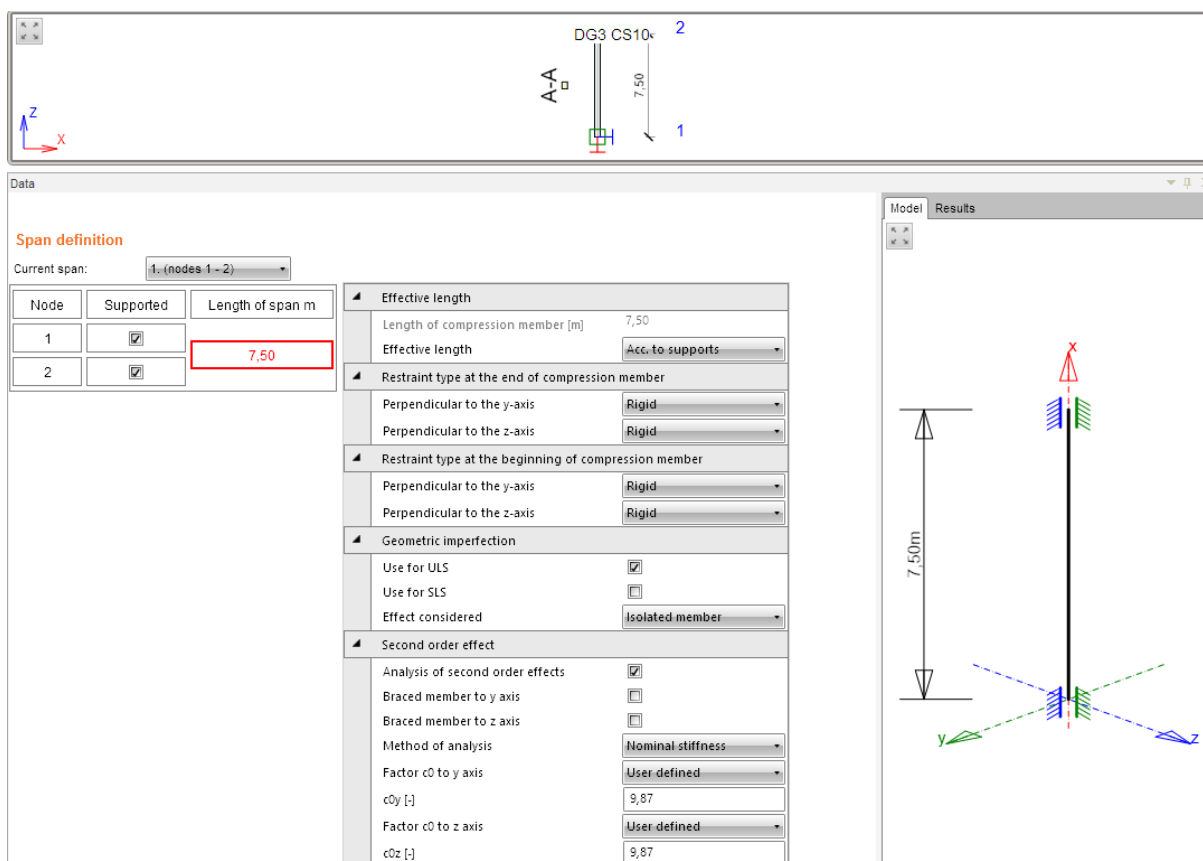 DG3 CS10
2
A-A
7,50
Z
X
1
Data
Model Results
Span definition
Current span: 1. (nodes 1 - 2)
Node Supported Length of span m
1
7,50
2
Effective length
Length of compression member [m] 7,50
Effective length Acc. to supports
Restraint type at the end of compression member
Perpendicular to the y-axis Rigid
Perpendicular to the z-axis Rigid
Restraint type at the beginning of compression member
Perpendicular to the y-axis Rigid
Perpendicular to the z-axis Rigid
Geometric imperfection
Use for ULS
Use for SLS
Effect considered Isolated member
Second order effect
Analysis of second order effects
Braced member to y axis
Braced member to z axis
Method of analysis Nominal stiffness
Factor c0 to y axis User defined
c0y [-] 9,87
Factor c0 to z axis User defined
c0z [-] 9,87
x
7,50m
y
z